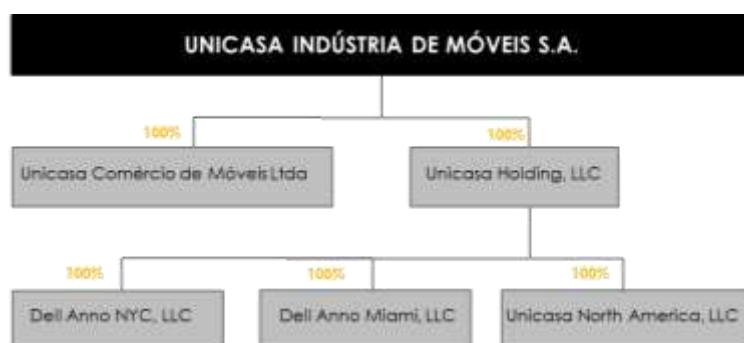 UNICASA INDÚSTRIA DE MÓVEIS S.A.
100%
100%
Unicasa Comércio de Móveis Ltda
Unicasa Holding, LLC
100%
100%
100%
Dell Anno NYC, LLC
Dell Anno Miami, LLC
Unicasa North America, LLC